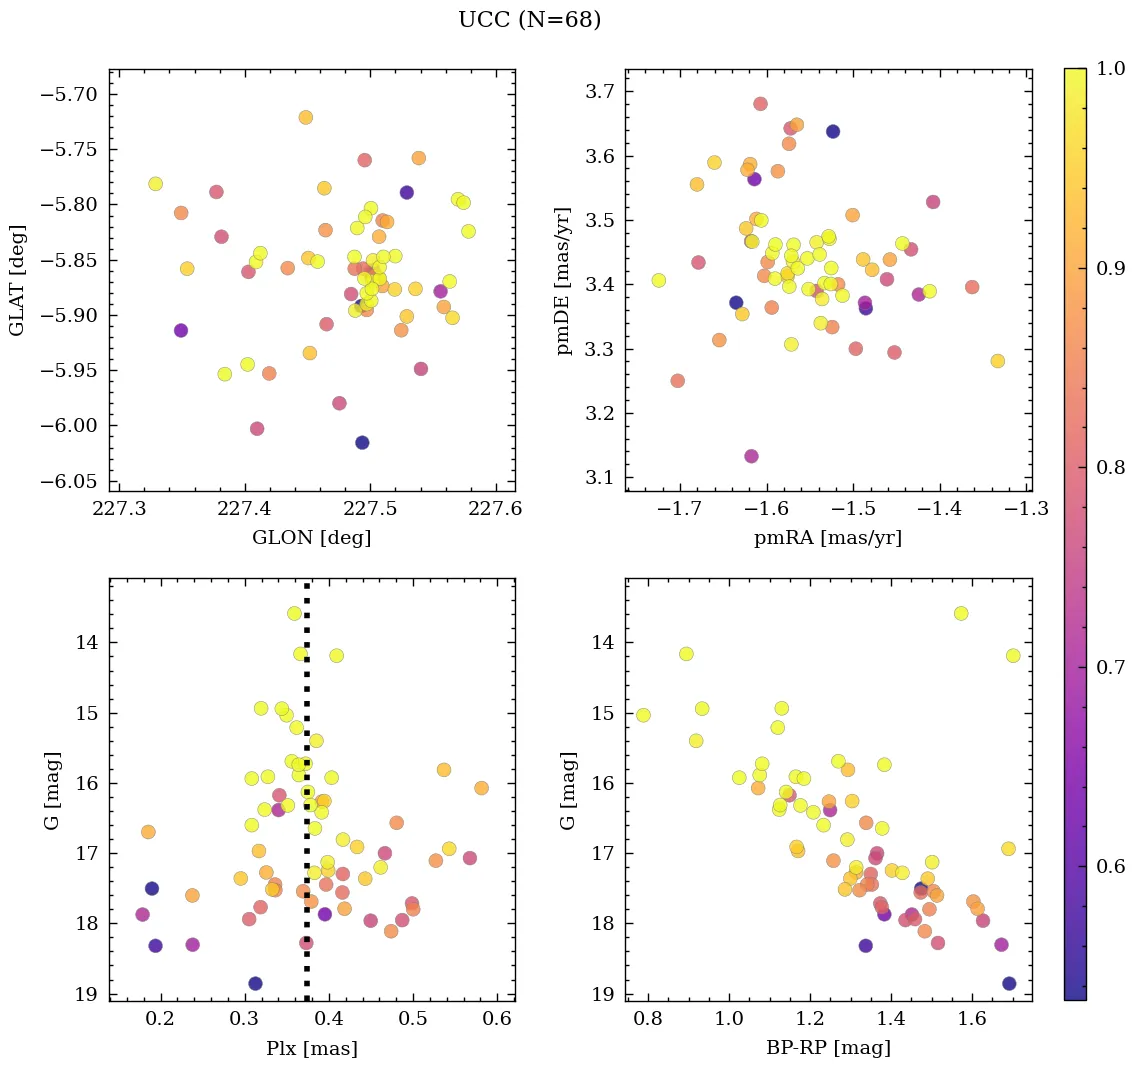 UCC (N=68)
−5.70
−5.75
−5.80
−5.85
−5.90
−5.95
−6.00
−6.05
GLAT [deg]
227.3 227.4 227.5 227.6
GLON [deg]
3.7
3.6
3.5
3.4
3.3
3.2
3.1
pmDE [mas/yr]
−1.7 −1.6 −1.5 −1.4 −1.3
pmRA [mas/yr]
1.0
0.9
0.8
0.7
0.6
14
15
16
17
18
19
G [mag]
0.2 0.3 0.4 0.5 0.6
Plx [mas]
14
15
16
17
18
19
G [mag]
0.8 1.0 1.2 1.4 1.6
BP-RP [mag]